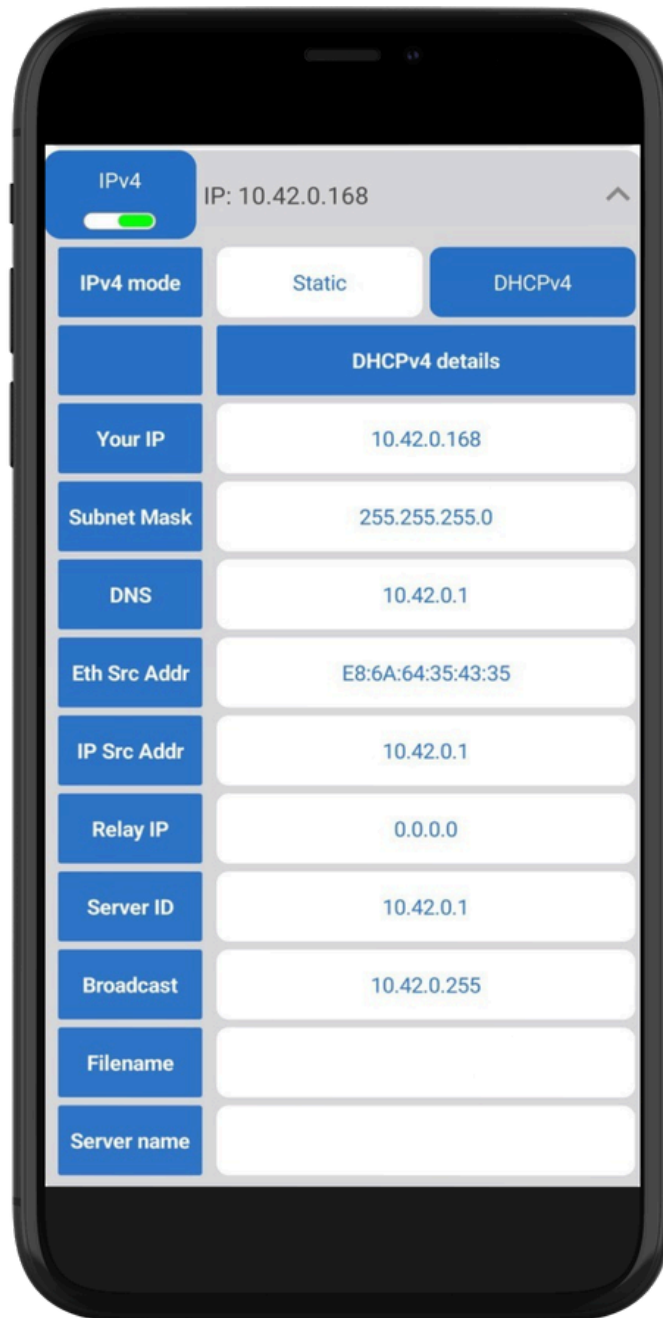 IPv4
IP: 10.42.0.168
IPv4 mode Static DHCPv4
DHCPv4 details
Your IP 10.42.0.168
Subnet Mask 255.255.255.0
DNS 10.42.0.1
Eth Src Addr E8:6A:64:35:43:35
IP Src Addr 10.42.0.1
Relay IP 0.0.0.0
Server ID 10.42.0.1
Broadcast 10.42.0.255
Filename
Server name